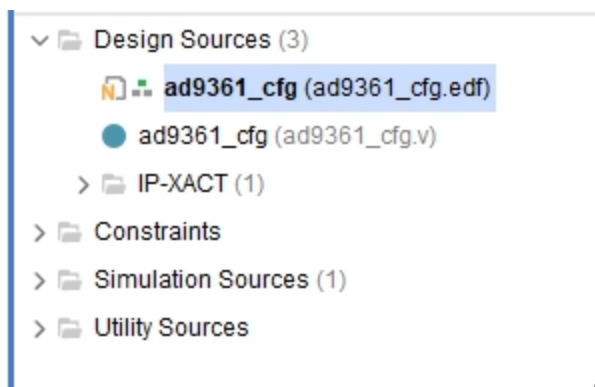 Design Sources (3)
ad9361_cfg (ad9361_cfg.edf)
ad9361_cfg (ad9361_cfg.v)
IP-XACT (1)
Constraints
Simulation Sources (1)
Utility Sources